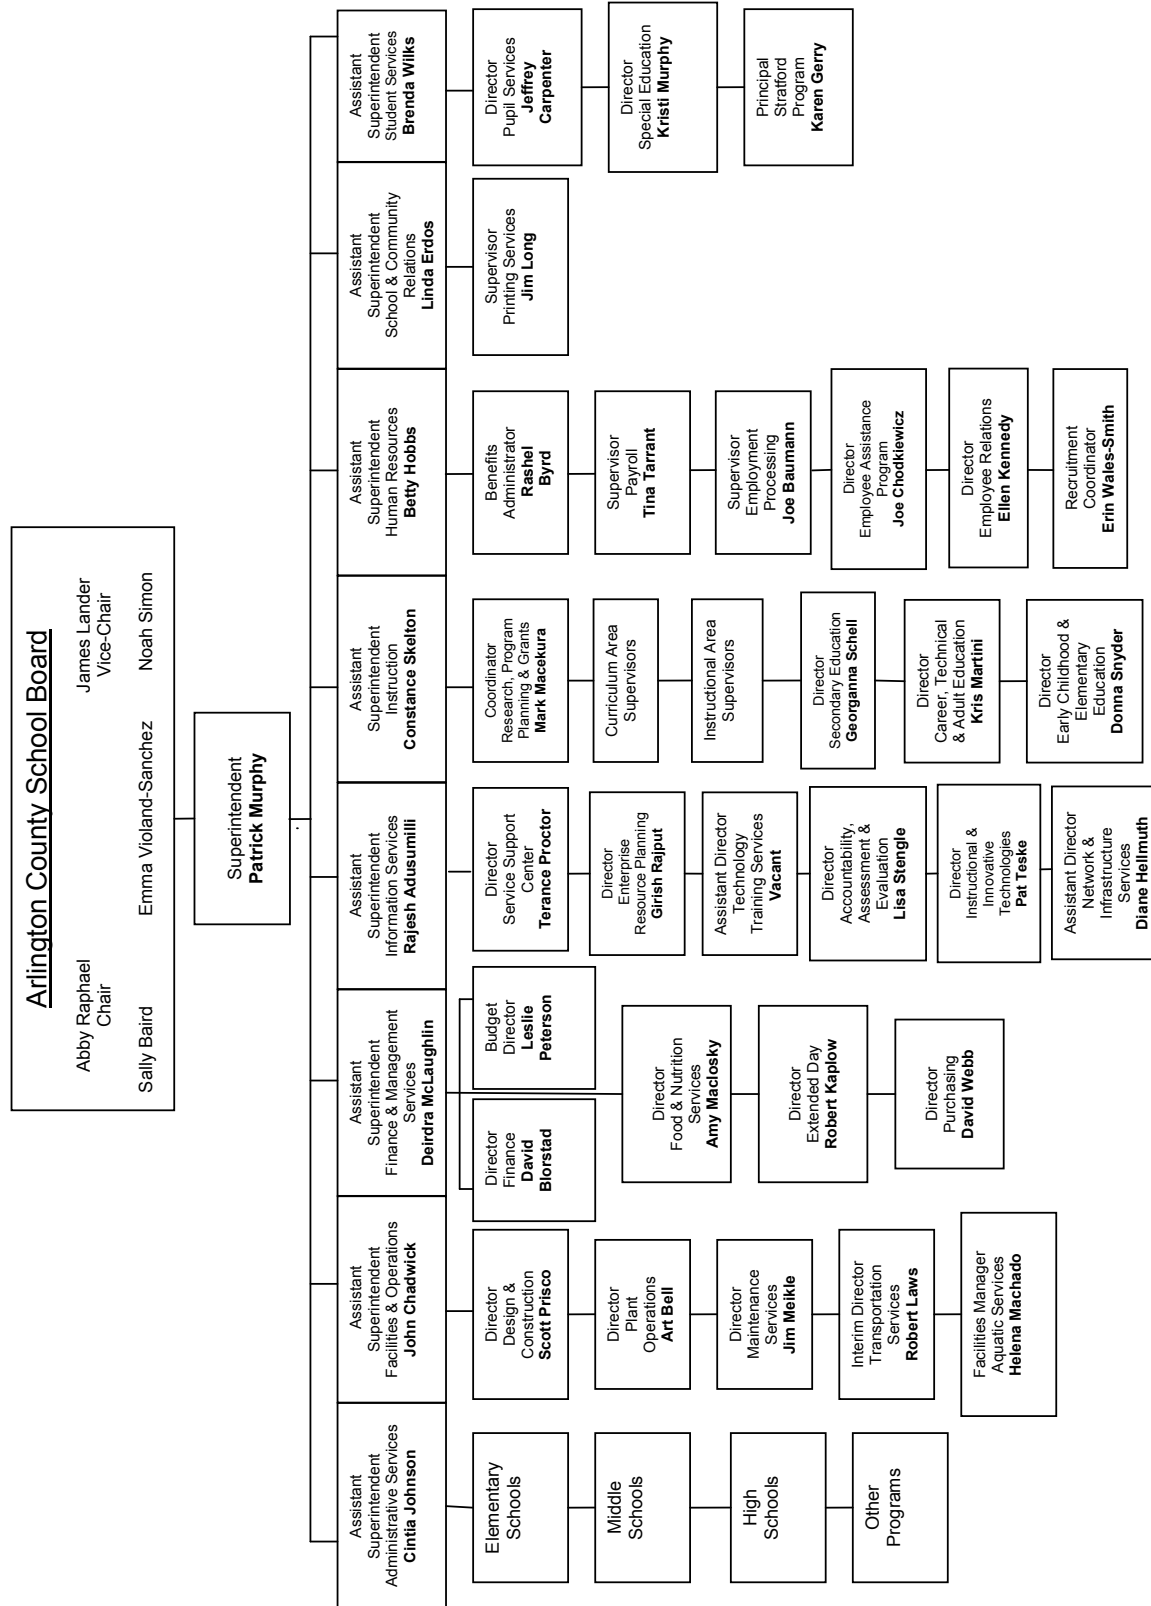 Arlington County School Board
Abby Raphael
Chair
James Lander
Vice-Chair
Sally Baird
Emma Violand-Sanchez
Noah Simon
Superintendent
Patrick Murphy
Assistant
Superintendent
Administrative Services
Cintia Johnson
Elementary
Schools
Middle
Schools
High
Schools
Other
Programs
Assistant
Superintendent
Facilities & Operations
John Chadwick
Director
Design &
Construction
Scott Prisco
Director
Plant
Operations
Art Bell
Director
Maintenance
Services
Jim Meikle
Interim Director
Transportation
Services
Robert Laws
Facilities Manager
Aquatic Services
Helena Machado
Assistant
Superintendent
Finance & Management
Services
Deirdra McLaughlin
Director
Finance
David
Blorstad
Budget
Director
Leslie
Peterson
Director
Food & Nutrition
Services
Amy Maclosky
Director
Extended Day
Robert Kaplow
Director
Purchasing
David Webb
Assistant
Superintendent
Information Services
Rajesh Adusumilli
Director
Service Support
Center
Terance Proctor
Director
Enterprise
Resource Planning
Girish Rajput
Assistant Director
Technology
Training Services
Vacant
Director
Accountability,
Assessment &
Evaluation
Lisa Stengle
Director
Instructional &
Innovative
Technologies
Pat Teske
Assistant Director
Network &
Infrastructure
Services
Diane Hellmuth
Assistant
Superintendent
Instruction
Constance Skelton
Coordinator
Research, Program
Planning & Grants
Mark Macekura
Curriculum Area
Supervisors
Instructional Area
Supervisors
Director
Secondary Education
Georganna Schell
Director
Career, Technical
& Adult Education
Kris Martini
Director
Early Childhood &
Elementary
Education
Donna Snyder
Assistant
Superintendent
Human Resources
Betty Hobbs
Benefits
Administrator
Rashel
Byrd
Supervisor
Payroll
Tina Tarrant
Supervisor
Employment
Processing
Joe Baumann
Director
Employee Assistance
Program
Joe Chodkiewicz
Director
Employee Relations
Ellen Kennedy
Recruitment
Coordinator
Erin Wales-Smith
Assistant
Superintendent
School & Community
Relations
Linda Erdos
Supervisor
Printing Services
Jim Long
Assistant
Superintendent
Student Services
Brenda Wilks
Director
Pupil Services
Jeffrey
Carpenter
Director
Special Education
Kristi Murphy
Principal
Stratford
Program
Karen Gerry